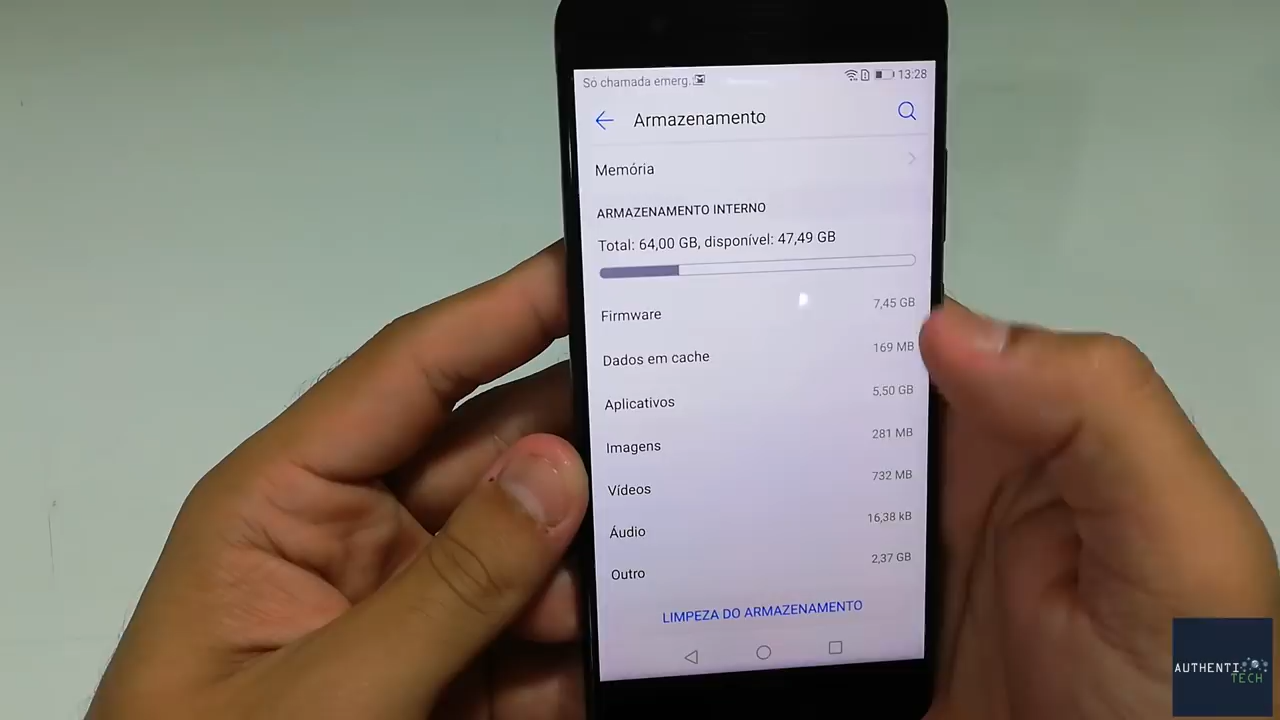 Só chamada emerg.
13:28
Armazenamento
Memória
ARMAZENAMENTO INTERNO
Total: 64,00 GB, disponível: 47,49 GB
Firmware 7,45 GB
Dados em cache 169 MB
Aplicativos 5,50 GB
Imagens 281 MB
Vídeos 732 MB
Áudio 16,38 kB
Outro 2,37 GB
LIMPEZA DO ARMAZENAMENTO
AUTHENTI
TECH